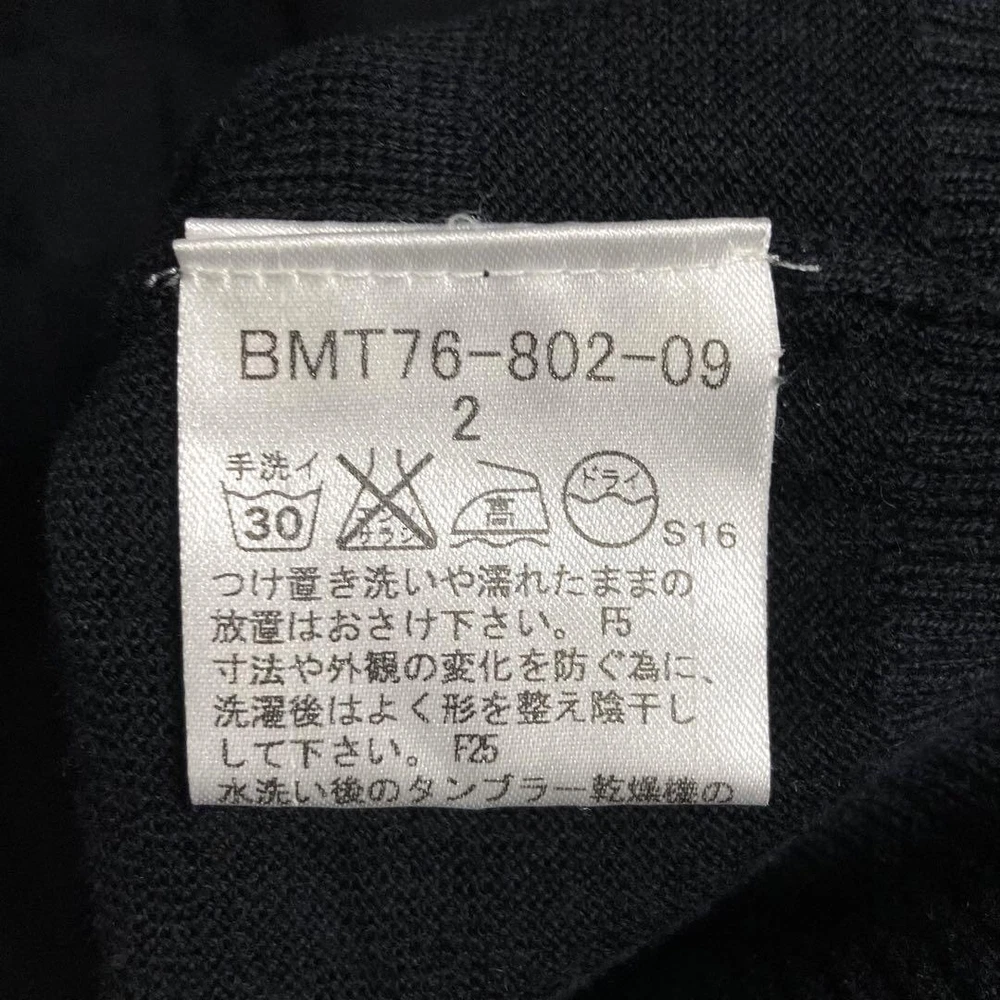 BMT76-802-09
2
手洗イ
30
エンソ
サラシ
高
ドライ
S16
つけ置き洗いや濡れたままの
放置はおさけ下さい。 F5
寸法や外観の変化を防ぐ為に、
洗濯後はよく形を整え陰干し
して下さい。 F25
水洗い後のタンブラー乾燥機の